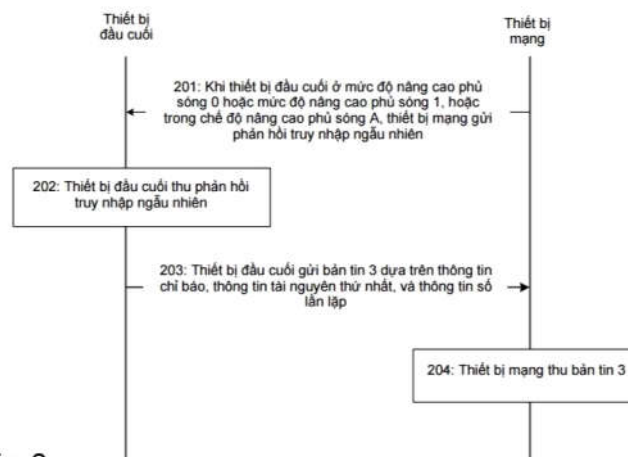 Thiết bị
đầu cuối
Thiết bị
mạng
201: Khi thiết bị đầu cuối ở mức độ nâng cao phủ
sóng 0 hoặc mức độ nâng cao phủ sóng 1, hoặc
trong chế độ nâng cao phủ sóng A, thiết bị mạng gửi
phản hồi truy nhập ngẫu nhiên
202: Thiết bị đầu cuối thu phản hồi
truy nhập ngẫu nhiên
203: Thiết bị đầu cuối gửi bản tin 3 dựa trên thông tin
chỉ báo, thông tin tài nguyên thứ nhất, và thông tin số
lần lặp
204: Thiết bị mạng thu bản tin 3